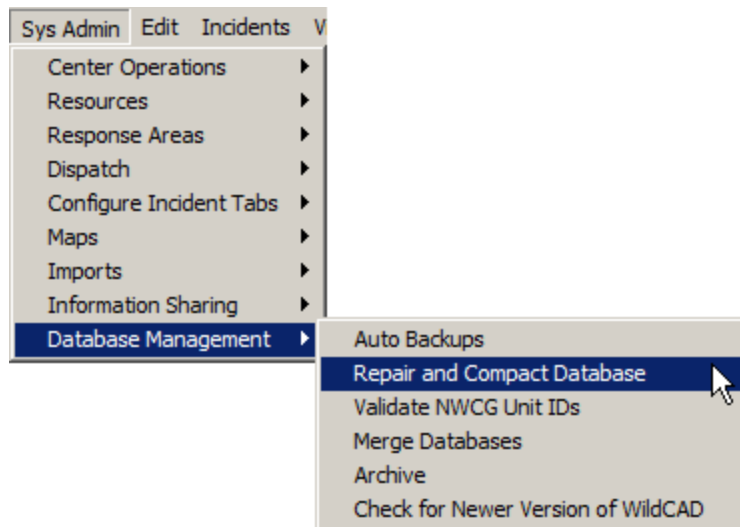 Sys Admin Edit Incidents
Center Operations
Resources
Response Areas
Dispatch
Configure Incident Tabs
Maps
Imports
Information Sharing
Database Management
Auto Backups
Repair and Compact Database
Validate NWCG Unit IDs
Merge Databases
Archive
Check for Newer Version of WildCAD